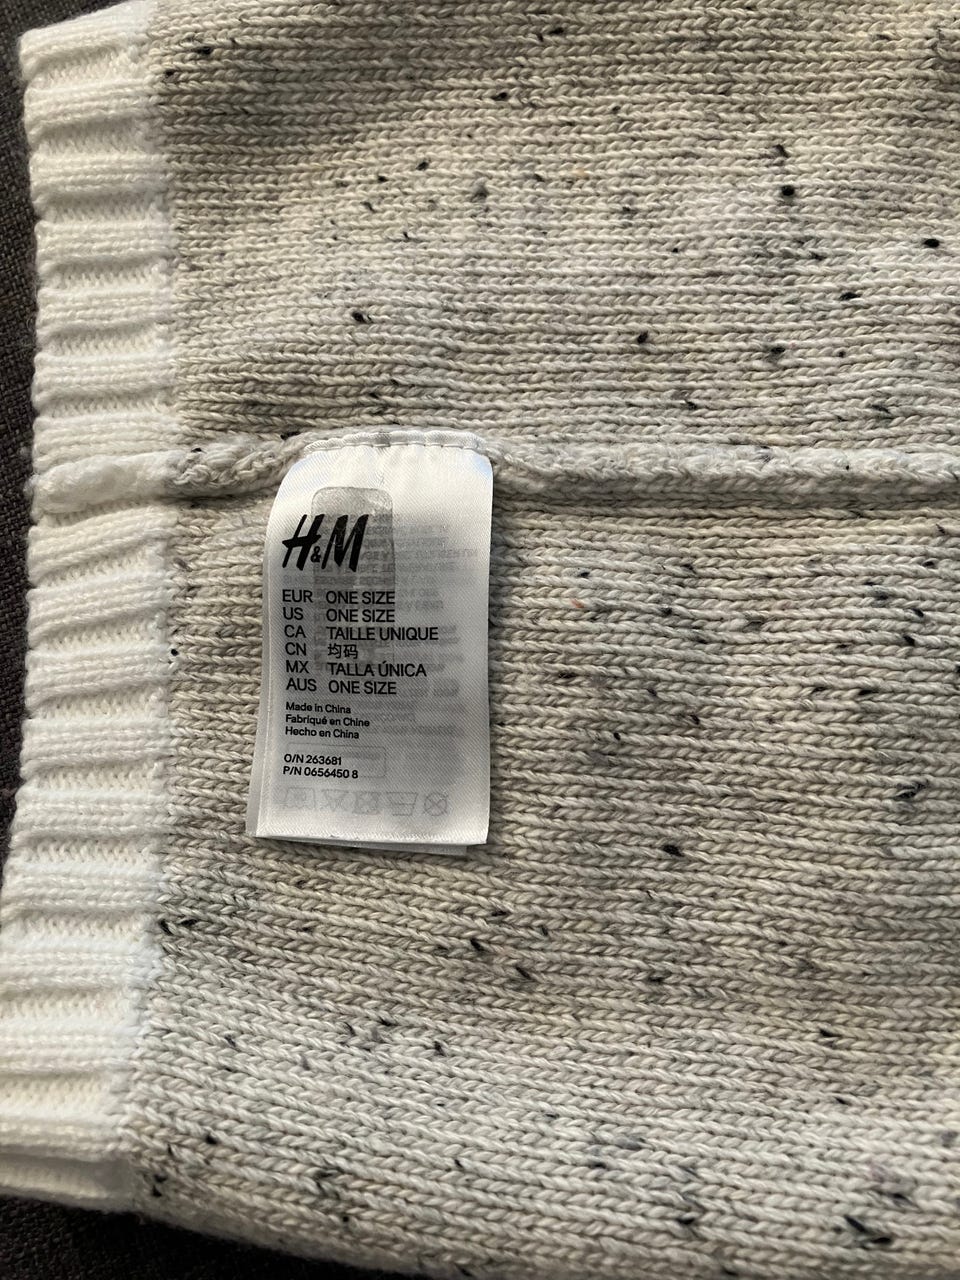 H&M
EUR ONE SIZE
US ONE SIZE
CA TAILLE UNIQUE
CN 均码
MX TALLA ÚNICA
AUS ONE SIZE
Made in China
Fabriqué en Chine
Hecho en China
O/N 263681
P/N 0656450 8